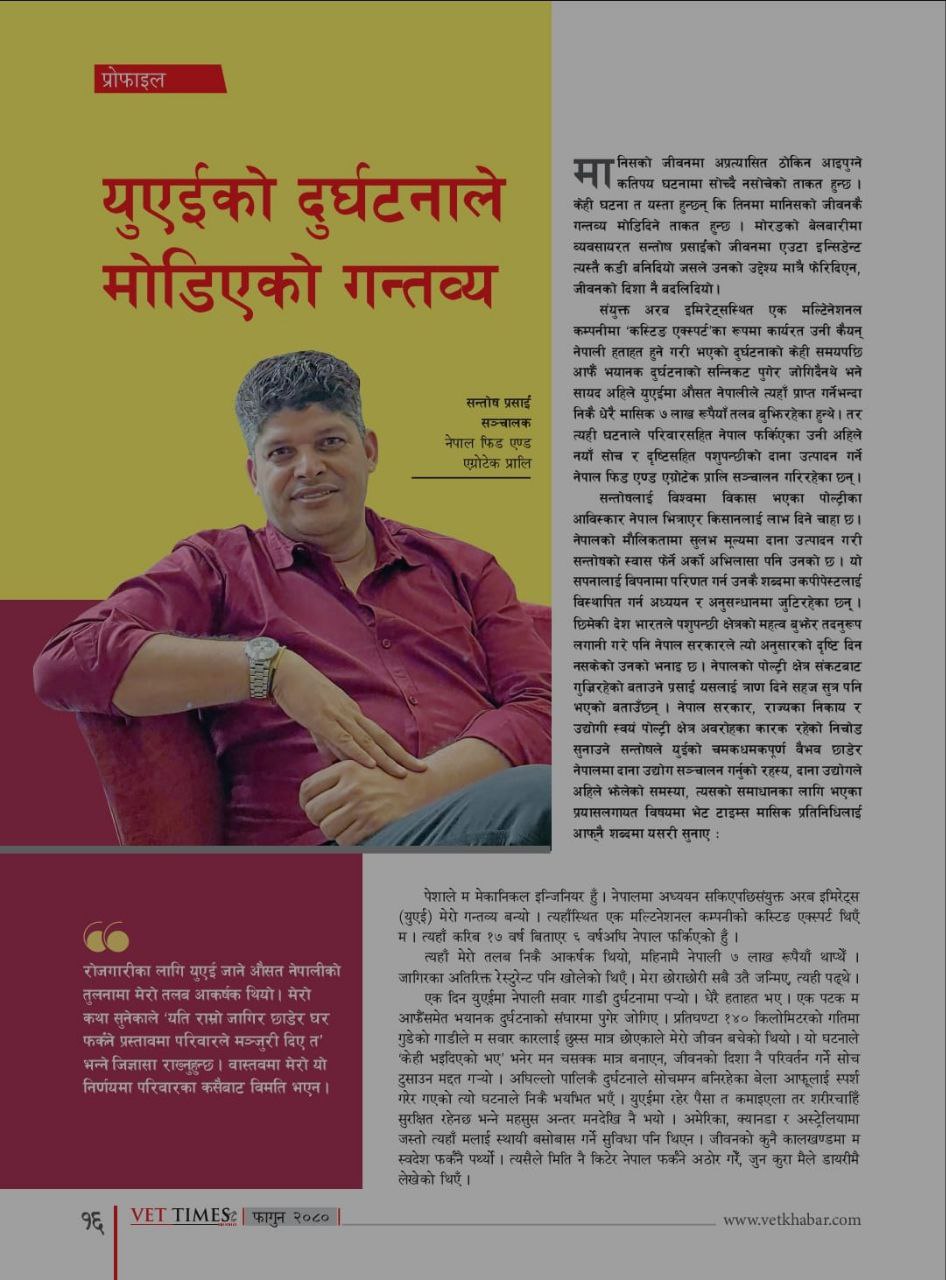 प्रोफाइल
युएईको दुर्घटनाले
मोडिएको गन्तव्य
सन्तोष प्रसाई
सञ्चालक
नेपाल फिड एण्ड
एग्रोटेक प्रालि
मानिसको जीवनमा अप्रत्यासित ठोकिन आइपुग्ने
कतिपय घटनामा सोच्दै नसोचेको ताकत हुन्छ ।
केही घटना त यस्ता हुन्छन् कि तिनमा मानिसको जीवनकै
गन्तव्य मोडिदिने ताकत हुन्छ । मोरङको बेलबारीमा
व्यवसायरत सन्तोष प्रसाईको जीवनमा एउटा इन्सिडेन्ट
त्यस्तै कडी बनिदियो जसले उनको उद्देश्य मात्रै फेरिदिएन,
जीवनको दिशा नै बदलिदियो ।
संयुक्त अरब इमिरेट्सस्थित एक मल्टिनेशनल
कम्पनीमा 'कस्टिङ एक्स्पर्ट'का रूपमा कार्यरत उनी कैयन्
नेपाली हताहत हुने गरी भएको दुर्घटनाको केही समयपछि
आफैँ भयानक दुर्घटनाको सन्निकट पुगेर जोगिदैनथे भने
सायद अहिले युएईमा औसत नेपालीले त्यहाँ प्राप्त गर्नेभन्दा
निकै धेरै मासिक ७ लाख रूपैयाँ तलब बुझिरहेका हुन्थे । तर
त्यही घटनाले परिवारसहित नेपाल फर्किएका उनी अहिले
नयाँ सोच र दृष्टिसहित पशुपन्छीको दाना उत्पादन गर्ने
नेपाल फिड एण्ड एग्रोटेक प्रालि सञ्चालन गरिरहेका छन् ।
सन्तोषलाई विश्वमा विकास भएका पोल्ट्रीका
आविस्कार नेपाल भित्राएर किसानलाई लाभ दिने चाहा छ ।
नेपालको मौलिकतामा सुलभ मूल्यमा दाना उत्पादन गरी
सन्तोषको स्वास फेर्ने अर्को अभिलासा पनि उनको छ । यो
सपनालाई विपनामा परिणत गर्न उनकै शब्दमा कपीपेस्टलाई
विस्थापित गर्न अध्ययन र अनुसन्धानमा जुटिरहेका छन् ।
छिमेकी देश भारतले पशुपन्छी क्षेत्रको महत्व बुझेर तदनुरूप
लगानी गरे पनि नेपाल सरकारले त्यो अनुसारको दृष्टि दिन
नसकेको उनको भनाइ छ । नेपालको पोल्ट्री क्षेत्र संकटबाट
गुज्रिरहेको बताउने प्रसाईं यसलाई त्राण दिने सहज सुत्र पनि
भएको बताउँछन् । नेपाल सरकार, राज्यका निकाय र
उद्योगी स्वयं पोल्ट्री क्षेत्र अवरोहका कारक रहेको निचोड
सुनाउने सन्तोषले युईको चमकधमकपूर्ण वैभव छाडेर
नेपालमा दाना उद्योग सञ्चालन गर्नुको रहस्य, दाना उद्योगले
अहिले झेलेको समस्या, त्यसको समाधानका लागि भएका
प्रयासलगायत विषयमा भेट टाइम्स मासिक प्रतिनिधिलाई
आफ्नै शब्दमा यसरी सुनाए :
पेशाले म मेकानिकल इन्जिनियर हुँ । नेपालमा अध्ययन सकिएपछिसंयुक्त अरब इमिरेट्स
(युएई) मेरो गन्तव्य बन्यो । त्यहाँस्थित एक मल्टिनेशनल कम्पनीको कस्टिङ एक्स्पर्ट थिएँ
म । त्यहाँ करिब १७ वर्ष बिताएर ६ वर्षअघि नेपाल फर्किएको हुँ ।
त्यहाँ मेरो तलब निकै आकर्षक थियो, महिनामै नेपाली ७ लाख रूपैयाँ थाप्थेँ ।
जागिरका अतिरिक्त रेस्टुरेन्ट पनि खोलेको थिएँ । मेरा छोराछोरी सबै उतै जन्मिए, त्यही पढ्थे ।
एक दिन युएईमा नेपाली सवार गाडी दुर्घटनामा पऱ्यो । धेरै हताहत भए । एक पटक म
आफैँसमेत भयानक दुर्घटनाको संघारमा पुगेर जोगिए । प्रतिघण्टा १४० किलोमिटरको गतिमा
गुडेको गाडीले म सवार कारलाई छुस्स मात्र छोएकाले मेरो जीवन बचेको थियो । यो घटनाले
'केही भइदिएको भए' भनेर मन चसक्क मात्र बनाएन, जीवनको दिशा नै परिवर्तन गर्ने सोच
टुसाउन मद्दत गऱ्यो । अघिल्लो पालिकै दुर्घटनाले सोचमग्न बनिरहेका बेला आफूलाई स्पर्श
गरेर गएको त्यो घटनाले निकै भयभित भएँ । युएईमा रहेर पैसा त कमाइएला तर शरीरचाहिँ
सुरक्षित रहेनछ भन्ने महसुस अन्तर मनदेखि नै भयो । अमेरिका, क्यानडा र अस्ट्रेलियामा
जस्तो त्यहाँ मलाई स्थायी बसोबास गर्ने सुविधा पनि थिएन । जीवनको कुनै कालखण्डमा म
स्वदेश फर्कनै पर्थ्यो । त्यसैले मिति नै किटेर नेपाल फर्कने अठोर गरेँ, जुन कुरा मैले डायरीमै
लेखेको थिएँ ।
रोजगारीका लागि युएई जाने औसत नेपालीको
तुलनामा मेरो तलब आकर्षक थियो । मेरो
कथा सुनेकाले 'यति राम्रो जागिर छाडेर घर
फर्कने प्रस्तावमा परिवारले मञ्जुरी दिए त'
भन्ने जिज्ञासा राख्नुहुन्छ । वास्तवमा मेरो यो
निर्णयमा परिवारका कसैबाट विमति भएन ।
१६
VET TIMES
फागुन २०८०
www.vetkhabar.com